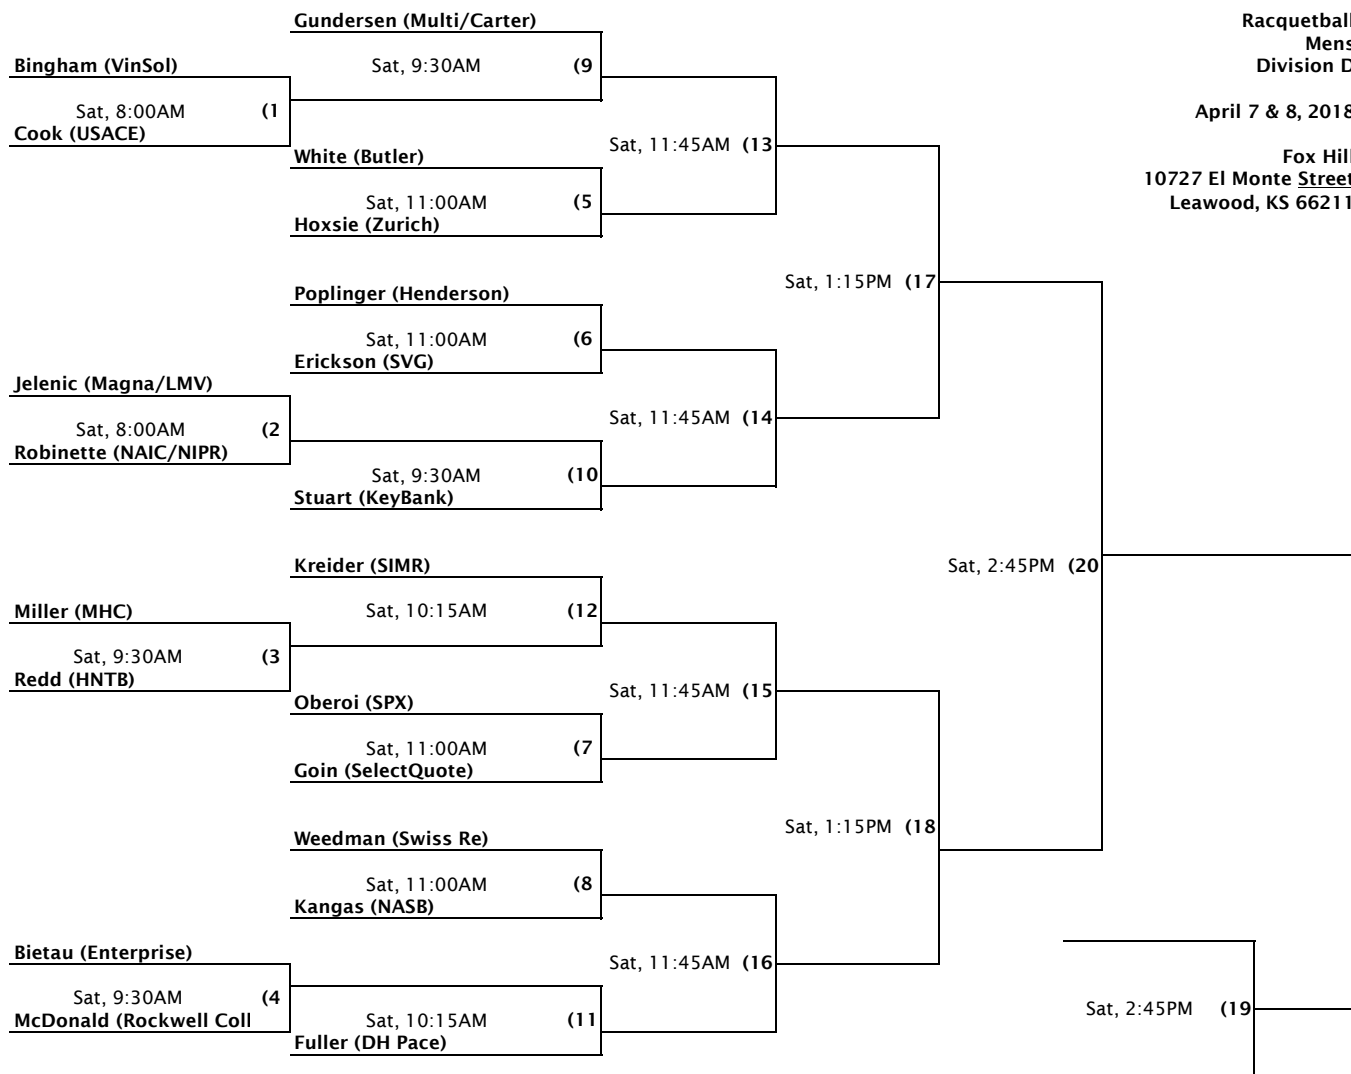 Gundersen (Multi/Carter)
Racquetball
Mens
Bingham (VinSol)
Sat, 9:30AM (9
Division D
Sat, 8:00AM (1
April 7 & 8, 2018
Cook (USACE)
Sat, 11:45AM (13
White (Butler)
Fox Hill
10727 El Monte Street
Sat, 11:00AM (5
Leawood, KS 66211
Hoxsie (Zurich)
Sat, 1:15PM (17
Poplinger (Henderson)
Sat, 11:00AM (6
Erickson (SVG)
Jelenic (Magna/LMV)
Sat, 11:45AM (14
Sat, 8:00AM (2
Robinette (NAIC/NIPR)
Sat, 9:30AM (10
Stuart (KeyBank)
Kreider (SIMR)
Sat, 2:45PM (20
Miller (MHC)
Sat, 10:15AM (12
Sat, 9:30AM (3
Redd (HNTB)
Sat, 11:45AM (15
Oberoi (SPX)
Sat, 11:00AM (7
Goin (SelectQuote)
Sat, 1:15PM (18
Weedman (Swiss Re)
Sat, 11:00AM (8
Kangas (NASB)
Bietau (Enterprise)
Sat, 11:45AM (16
Sat, 9:30AM (4
Sat, 2:45PM (19
McDonald (Rockwell Coll
Sat, 10:15AM (11
Fuller (DH Pace)